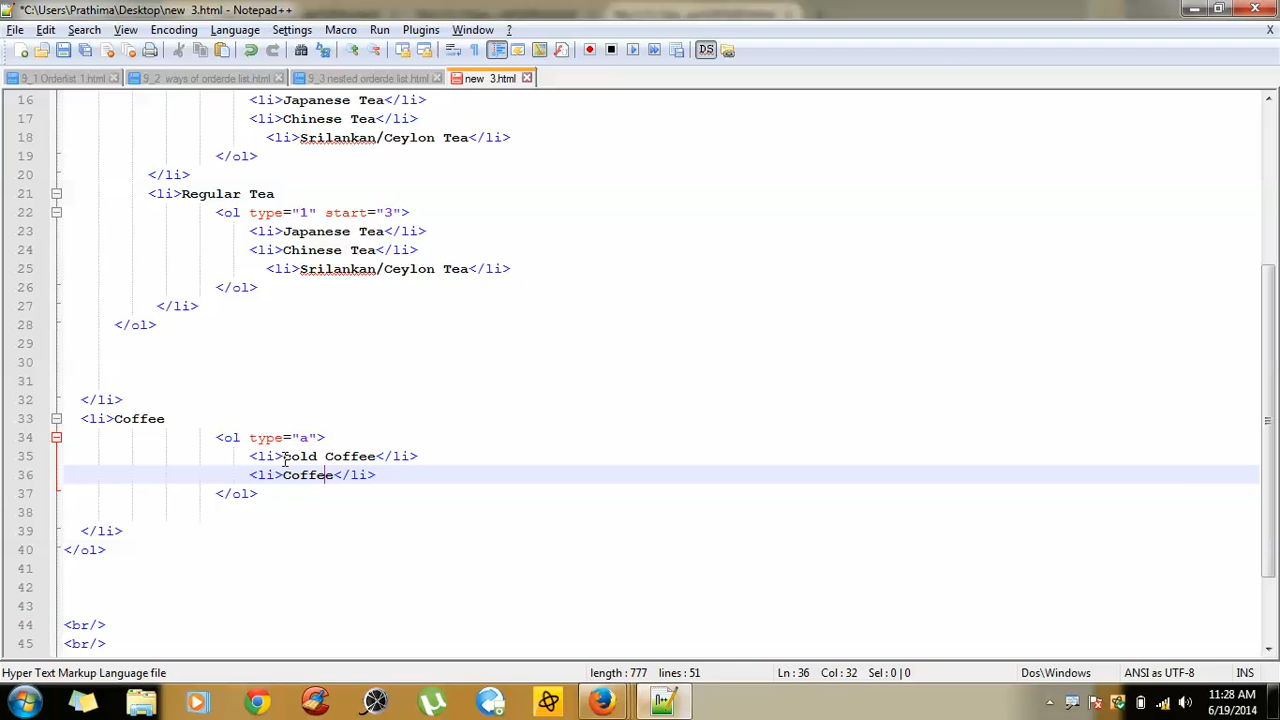 *C:\Users\Prathima\Desktop\new  3.html - Notepad++
File Edit Search View Encoding Language Settings Macro Run Plugins Window ? X
9_1 Orderlist 1.html 9_2  ways of orderde list.html 9_3 nested orderde list.html new  3.html
16 <li>Japanese Tea</li>
17 <li>Chinese Tea</li>
18 <li>Srilankan/Ceylon Tea</li>
19 </ol>
20 </li>
21 <li>Regular Tea
22 <ol type="1" start="3">
23 <li>Japanese Tea</li>
24 <li>Chinese Tea</li>
25 <li>Srilankan/Ceylon Tea</li>
26 </ol>
27 </li>
28 </ol>
29
30
31
32 </li>
33 <li>Coffee
34 <ol type="a">
35 <li>Gold Coffee</li>
36 <li>Coffee</li>
37 </ol>
38
39 </li>
40 </ol>
41
42
43
44 <br/>
45 <br/>
Hyper Text Markup Language file length : 777 lines : 51 Ln : 36 Col : 32 Sel : 0 | 0 Dos\Windows ANSI as UTF-8 INS
11:28 AM
6/19/2014